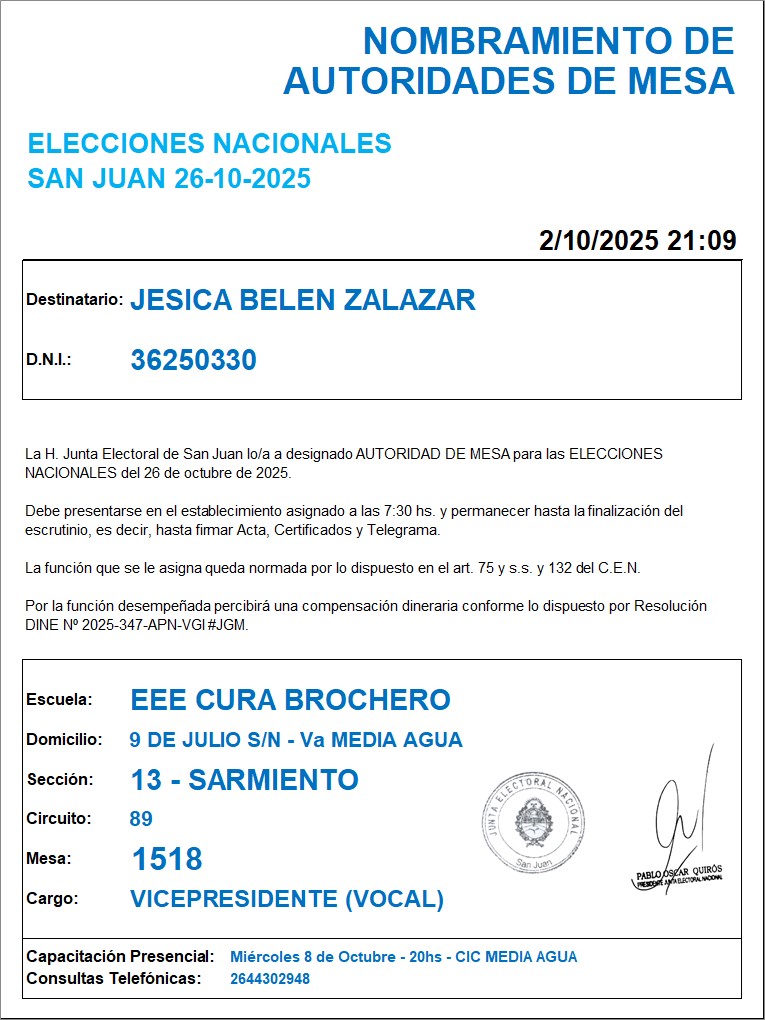 NOMBRAMIENTO DE
AUTORIDADES DE MESA
ELECCIONES NACIONALES
SAN JUAN 26-10-2025
2/10/2025 21:09
Destinatario: JESICA BELEN ZALAZAR
D.N.I.: 36250330
La H. Junta Electoral de San Juan lo/a a designado AUTORIDAD DE MESA para las ELECCIONES
NACIONALES del 26 de octubre de 2025.
Debe presentarse en el establecimiento asignado a las 7:30 hs. y permanecer hasta la finalización del
escrutinio, es decir, hasta firmar Acta, Certificados y Telegrama.
La función que se le asigna queda normada por lo dispuesto en el art. 75 y s.s. y 132 del C.E.N.
Por la función desempeñada percibirá una compensación dineraria conforme lo dispuesto por Resolución
DINE Nº 2025-347-APN-VGI#JGM.
Escuela: EEE CURA BROCHERO
Domicilio: 9 DE JULIO S/N - Va MEDIA AGUA
Sección: 13 - SARMIENTO
Circuito: 89
Mesa: 1518
Cargo: VICEPRESIDENTE (VOCAL)
JUNTA ELECTORAL NACIONAL
San Juan
PABLO OSCAR QUIRÓS
PRESIDENTE JUNTA ELECTORAL NACIONAL
Capacitación Presencial: Miércoles 8 de Octubre - 20hs - CIC MEDIA AGUA
Consultas Telefónicas: 2644302948